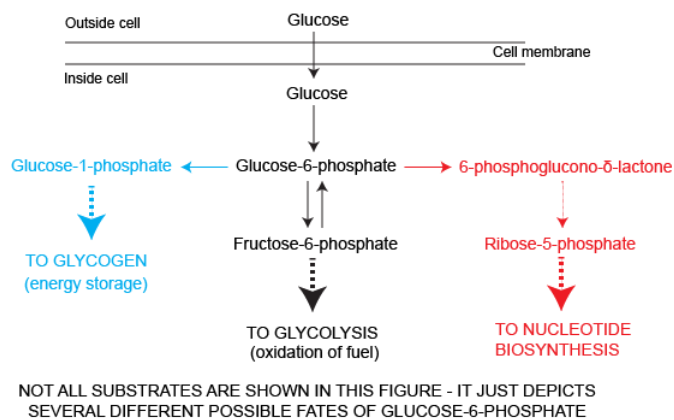 Outside cell
Glucose
Cell membrane
Inside cell
Glucose
Glucose-1-phosphate
Glucose-6-phosphate
6-phosphoglucono-δ-lactone
Fructose-6-phosphate
Ribose-5-phosphate
TO GLYCOGEN
(energy storage)
TO GLYCOLYSIS
(oxidation of fuel)
TO NUCLEOTIDE
BIOSYNTHESIS
NOT ALL SUBSTRATES ARE SHOWN IN THIS FIGURE - IT JUST DEPICTS
SEVERAL DIFFERENT POSSIBLE FATES OF GLUCOSE-6-PHOSPHATE